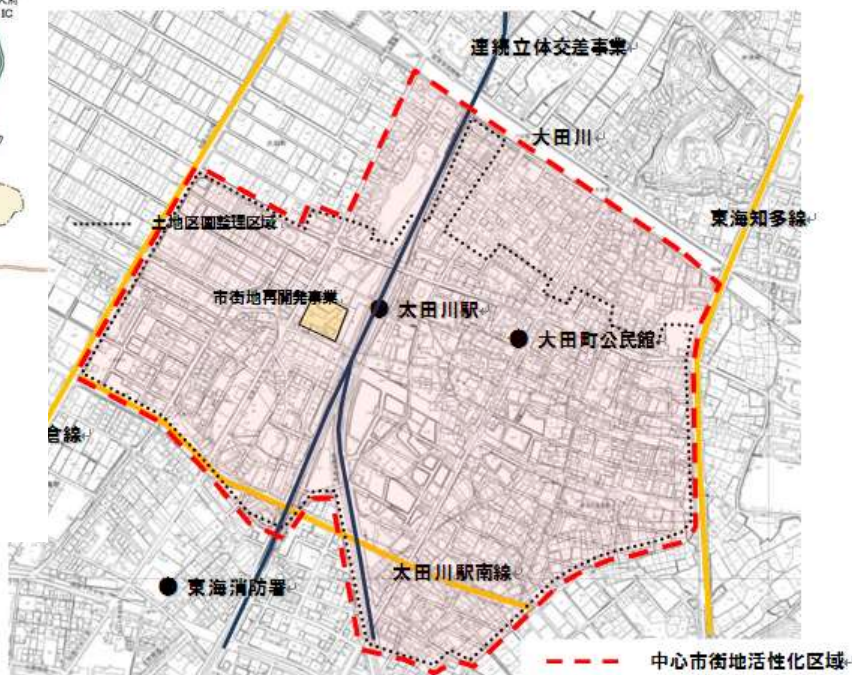 IC
連続立体交差事業
大田川
東海知多線
土地区画整理区域
市街地再開発事業
太田川駅
大田町公民館
倉線
太田川駅南線
東海消防署
中心市街地活性化区域